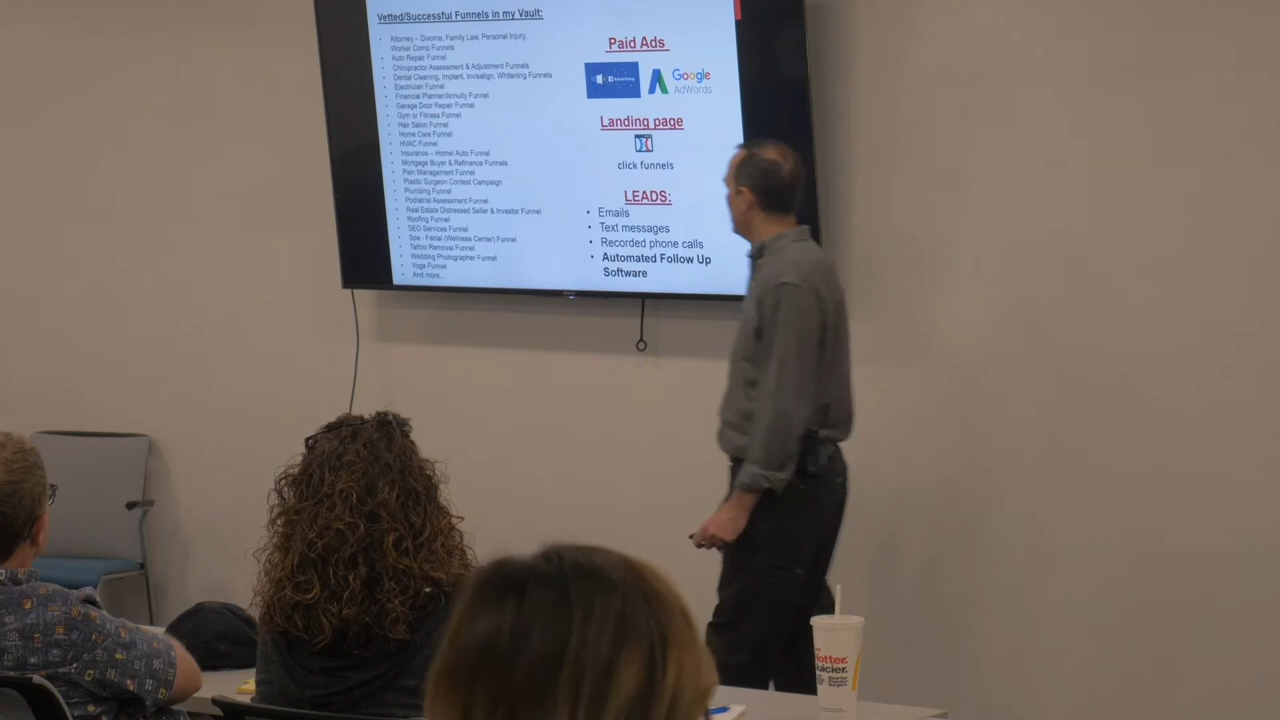 Vetted/Successful Funnels in my Vault:
• Attorney – Divorce, Family Law, Personal Injury,
Worker Comp Funnels
• Auto Repair Funnel
• Chiropractor Assessment & Adjustment Funnels
• Dental Cleaning, Implant, Invisalign, Whitening Funnels
• Electrician Funnel
• Financial Planner/Annuity Funnel
• Garage Door Repair Funnel
• Gym or Fitness Funnel
• Hair Salon Funnel
• Home Care Funnel
• HVAC Funnel
• Insurance – Home/ Auto Funnel
• Mortgage Buyer & Refinance Funnels
• Pain Management Funnel
• Plastic Surgeon Contest Campaign
• Plumbing Funnel
• Podiatrist Assessment Funnel
• Real Estate Distressed Seller & Investor Funnel
• Roofing Funnel
• SEO Services Funnel
• Spa - Facial (Wellness Center) Funnel
• Tattoo Removal Funnel
• Wedding Photographer Funnel
• Yoga Funnel
• And more...
Paid Ads
Advertising
Google
AdWords
Landing page
click funnels
LEADS:
• Emails
• Text messages
• Recorded phone calls
• Automated Follow Up
Software
SONY
Hotter.
Juicier.